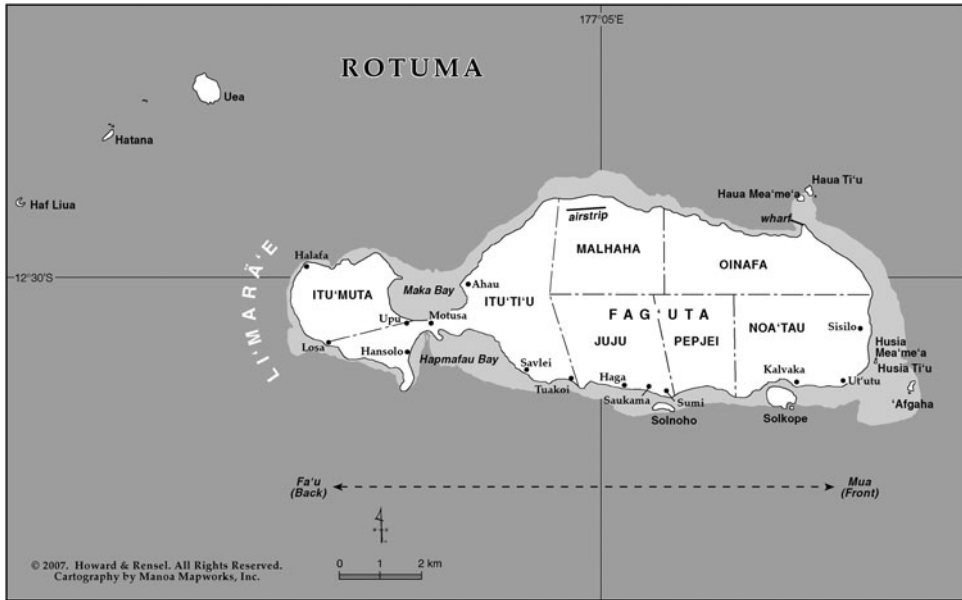 177°05'E
ROTUMA
Uea
Hatana
Haf Liua
Haua Ti‘u
Haua Mea‘me‘a
wharf
airstrip
MALHAHA
OINAFA
LI‘MARÄ‘E
Halafa
12°30'S
ITU‘MUTA
Maka Bay
Ahau
ITU‘TI‘U
Upu
Motusa
FAG‘UTA
NOA‘TAU
Sisilo
Losa
Hansolo
Hapmafau Bay
JUJU
PEPJEI
Husia
Mea‘me‘a
Husia Ti‘u
Savlei
Tuakoi
Haga
Saukama
Sumi
Solnoho
Kalvaka
Solkope
Ut‘utu
‘Afgaha
Fa‘u
(Back)
Mua
(Front)
© 2007. Howard & Rensel. All Rights Reserved.
Cartography by Manoa Mapworks, Inc.
0 1 2 km